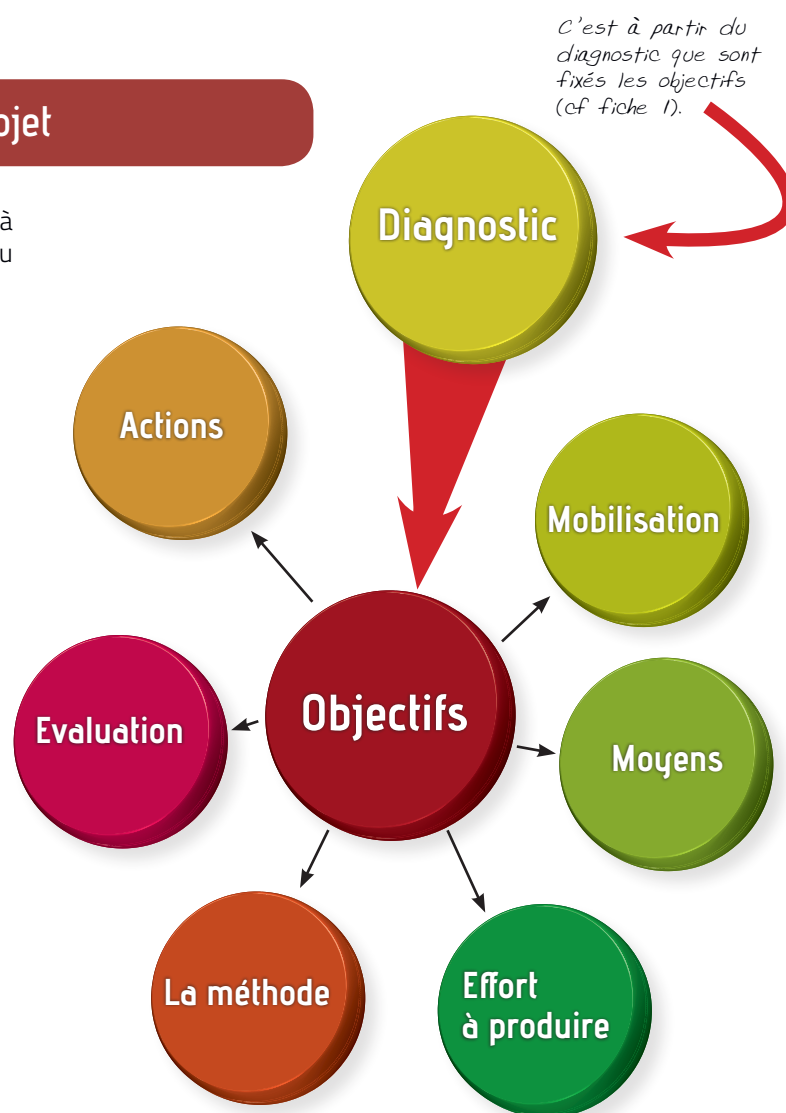 C'est à partir du
diagnostic que sont
fixés les objectifs
(cf fiche 1).
ojet
à
u
Diagnostic
Actions
Mobilisation
Objectifs
Evaluation
Moyens
La méthode
Effort
à produire